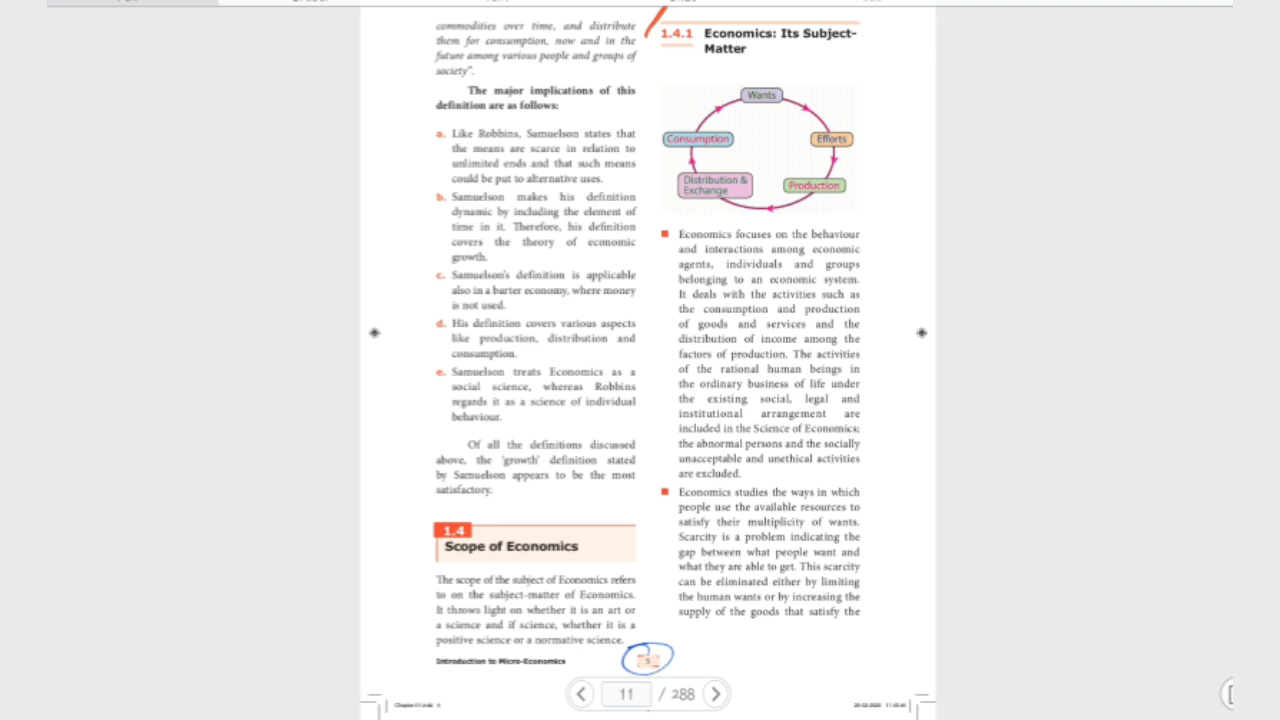 commodities over time, and distribute
them for consumption, now and in the
future among various people and groups of
society".
The major implications of this
definition are as follows:
a. Like Robbins, Samuelson states that
the means are scarce in relation to
unlimited ends and that such means
could be put to alternative uses.
b. Samuelson makes his definition
dynamic by including the element of
time in it. Therefore, his definition
covers the theory of economic
growth.
c. Samuelson's definition is applicable
also in a barter economy, where money
is not used.
d. His definition covers various aspects
like production, distribution and
consumption.
e. Samuelson treats Economics as a
social science, whereas Robbins
regards it as a science of individual
behaviour.
Of all the definitions discussed
above, the 'growth' definition stated
by Samuelson appears to be the most
satisfactory.
1.4
Scope of Economics
The scope of the subject of Economics refers
to on the subject-matter of Economics.
It throws light on whether it is an art or
a science and if science, whether it is a
positive science or a normative science.
1.4.1 Economics: Its Subject-
Matter
Wants
Consumption
Efforts
Distribution &
Exchange
Production
Economics focuses on the behaviour
and interactions among economic
agents, individuals and groups
belonging to an economic system.
It deals with the activities such as
the consumption and production
of goods and services and the
distribution of income among the
factors of production. The activities
of the rational human beings in
the ordinary business of life under
the existing social, legal and
institutional arrangement are
included in the Science of Economics;
the abnormal persons and the socially
unacceptable and unethical activities
are excluded.
Economics studies the ways in which
people use the available resources to
satisfy their multiplicity of wants.
Scarcity is a problem indicating the
gap between what people want and
what they are able to get. This scarcity
can be eliminated either by limiting
the human wants or by increasing the
supply of the goods that satisfy the
Introduction to Micro-Economics
5
11 / 288